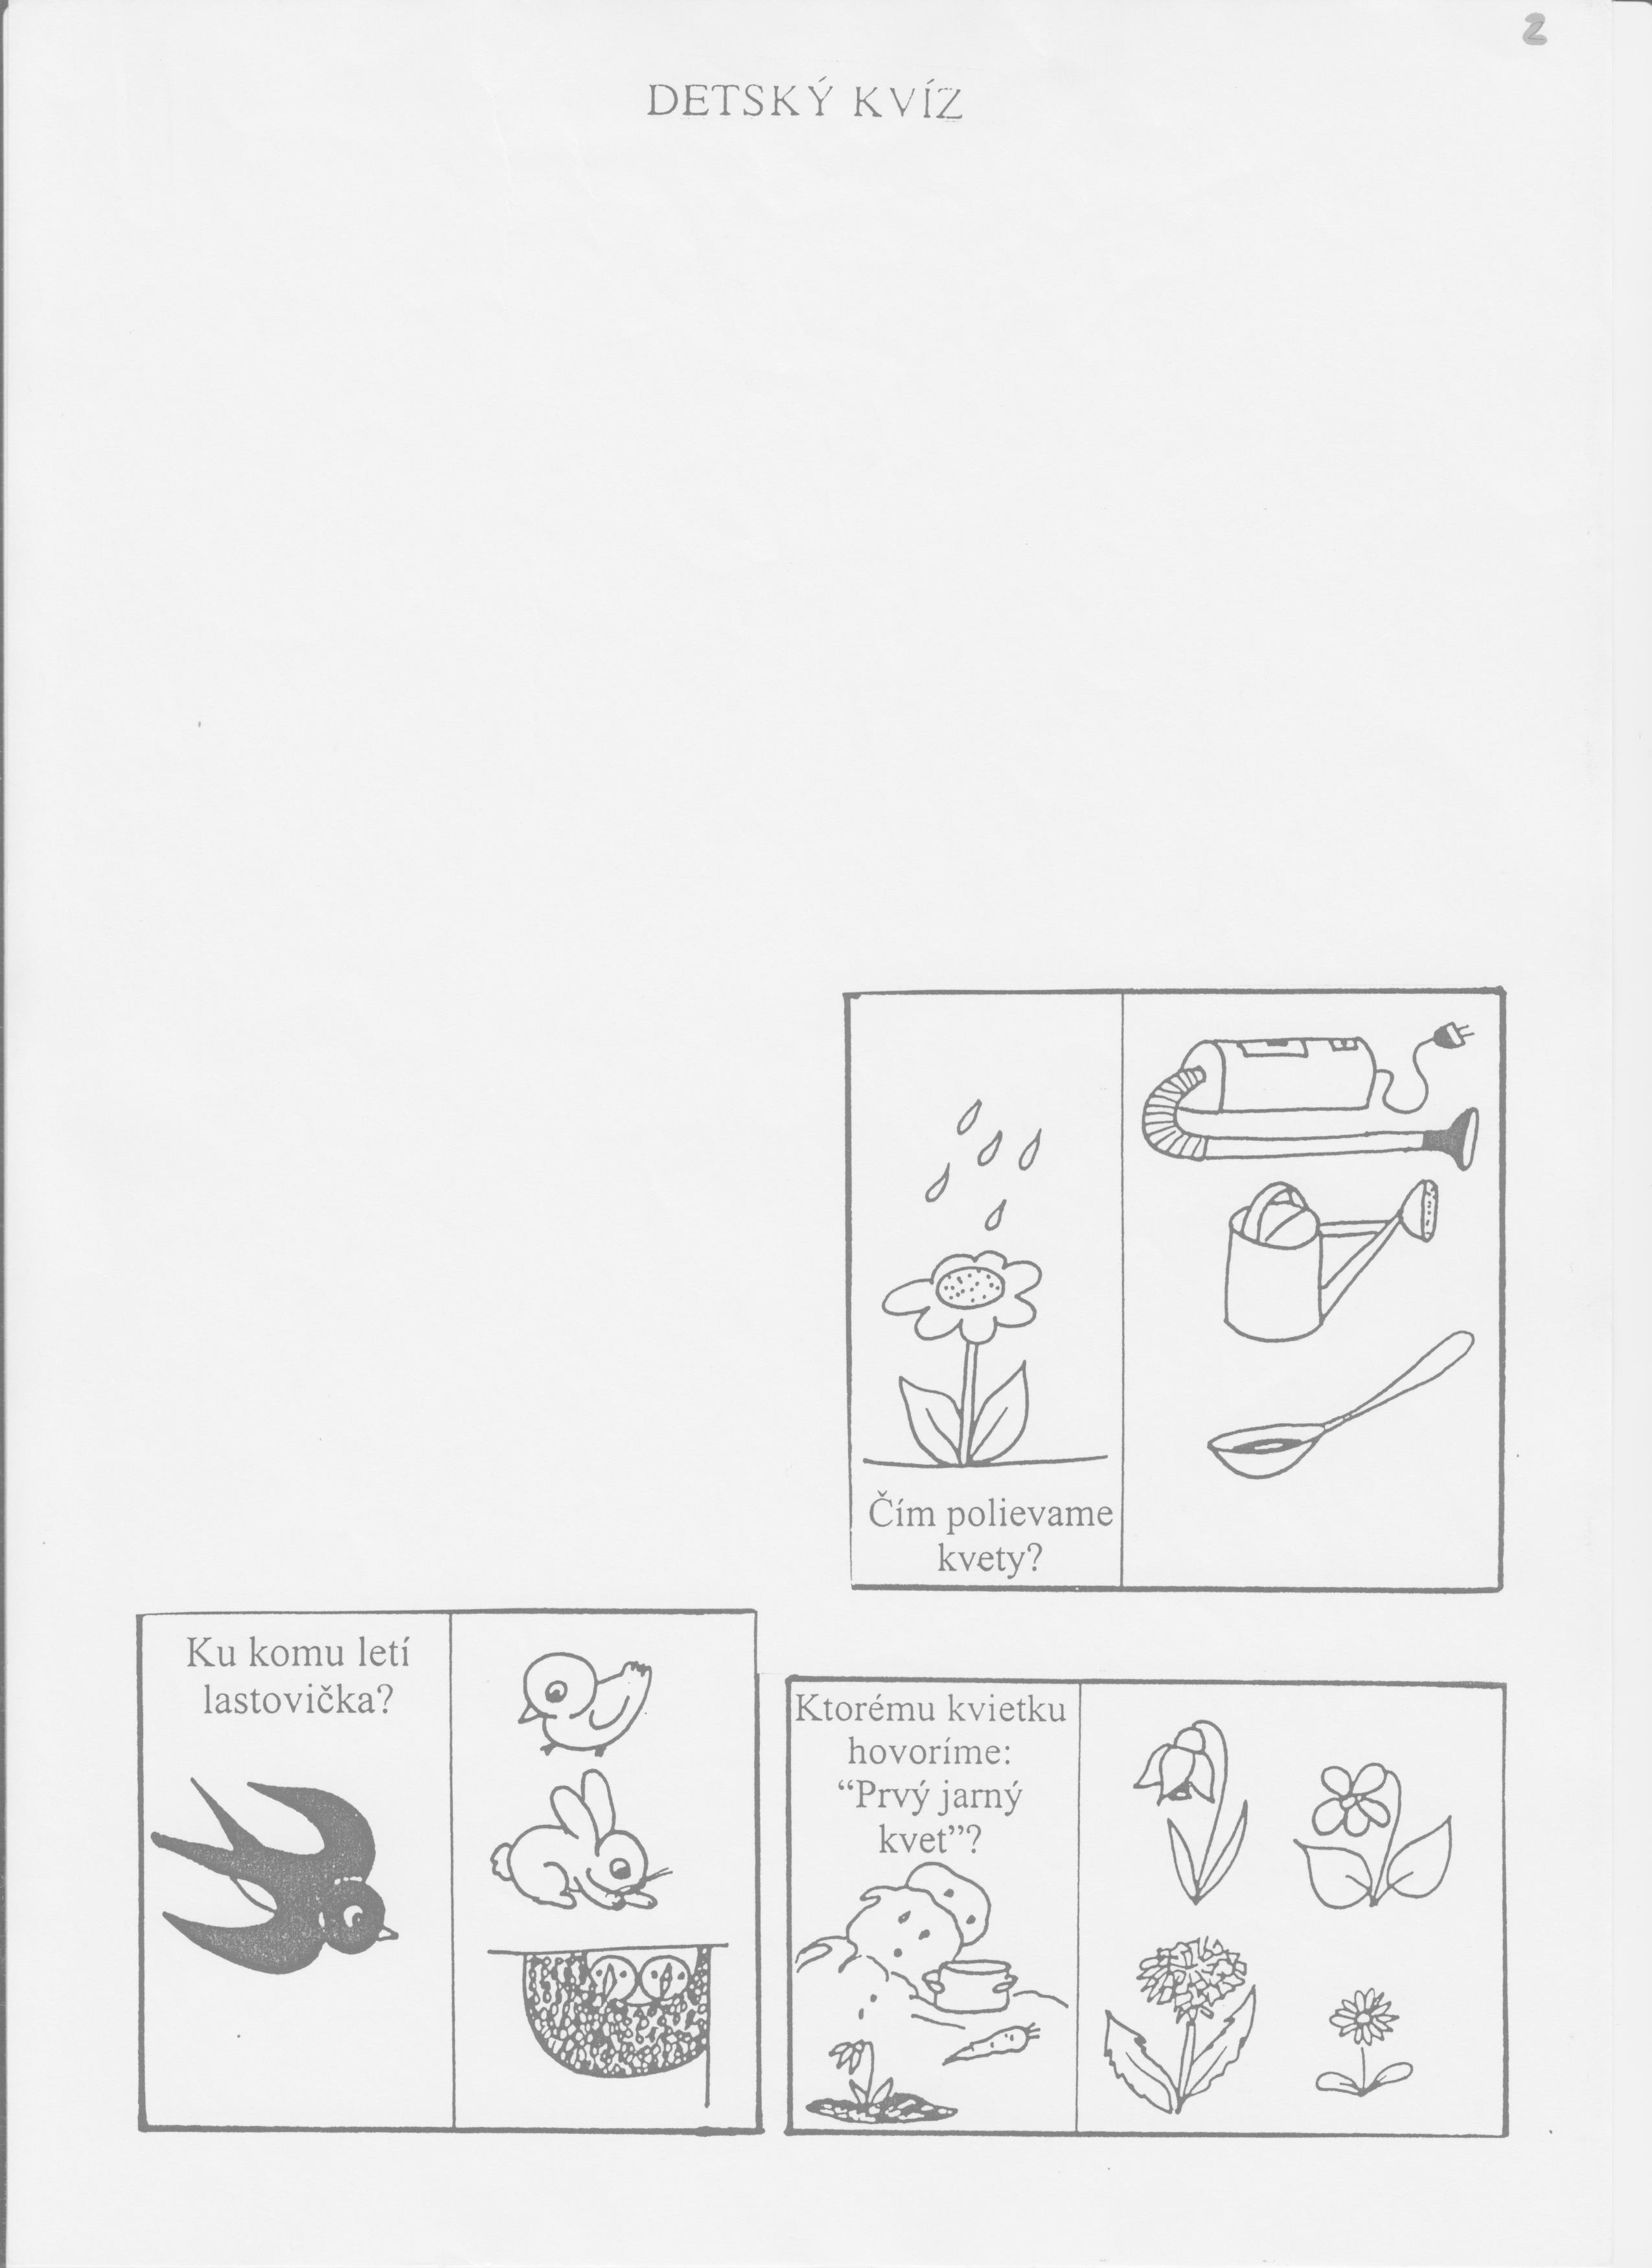 2
DETSKÝ KVÍZ
Čím polievame
kvety?
Ku komu letí
lastovička?
Ktorému kvietku
hovoríme:
“Prvý jarný
kvet”?